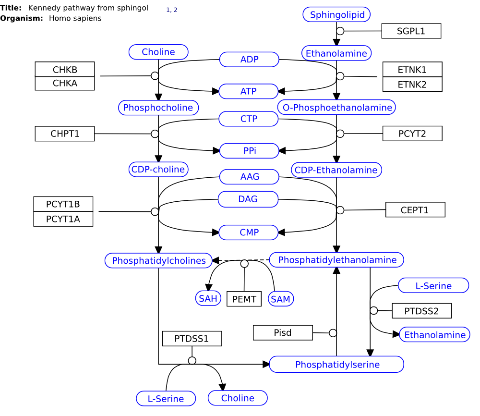 Title: Kennedy pathway from sphingol 1, 2
Organism: Homo sapiens
Sphingolipid
SGPL1
Choline
Ethanolamine
ADP
CHKB
CHKA
ETNK1
ETNK2
ATP
Phosphocholine
O-Phosphoethanolamine
CTP
CHPT1
PCYT2
PPi
CDP-choline
CDP-Ethanolamine
AAG
DAG
PCYT1B
PCYT1A
CEPT1
CMP
Phosphatidylcholines
Phosphatidylethanolamine
L-Serine
SAH
PEMT
SAM
PTDSS2
Pisd
Ethanolamine
PTDSS1
Phosphatidylserine
L-Serine
Choline